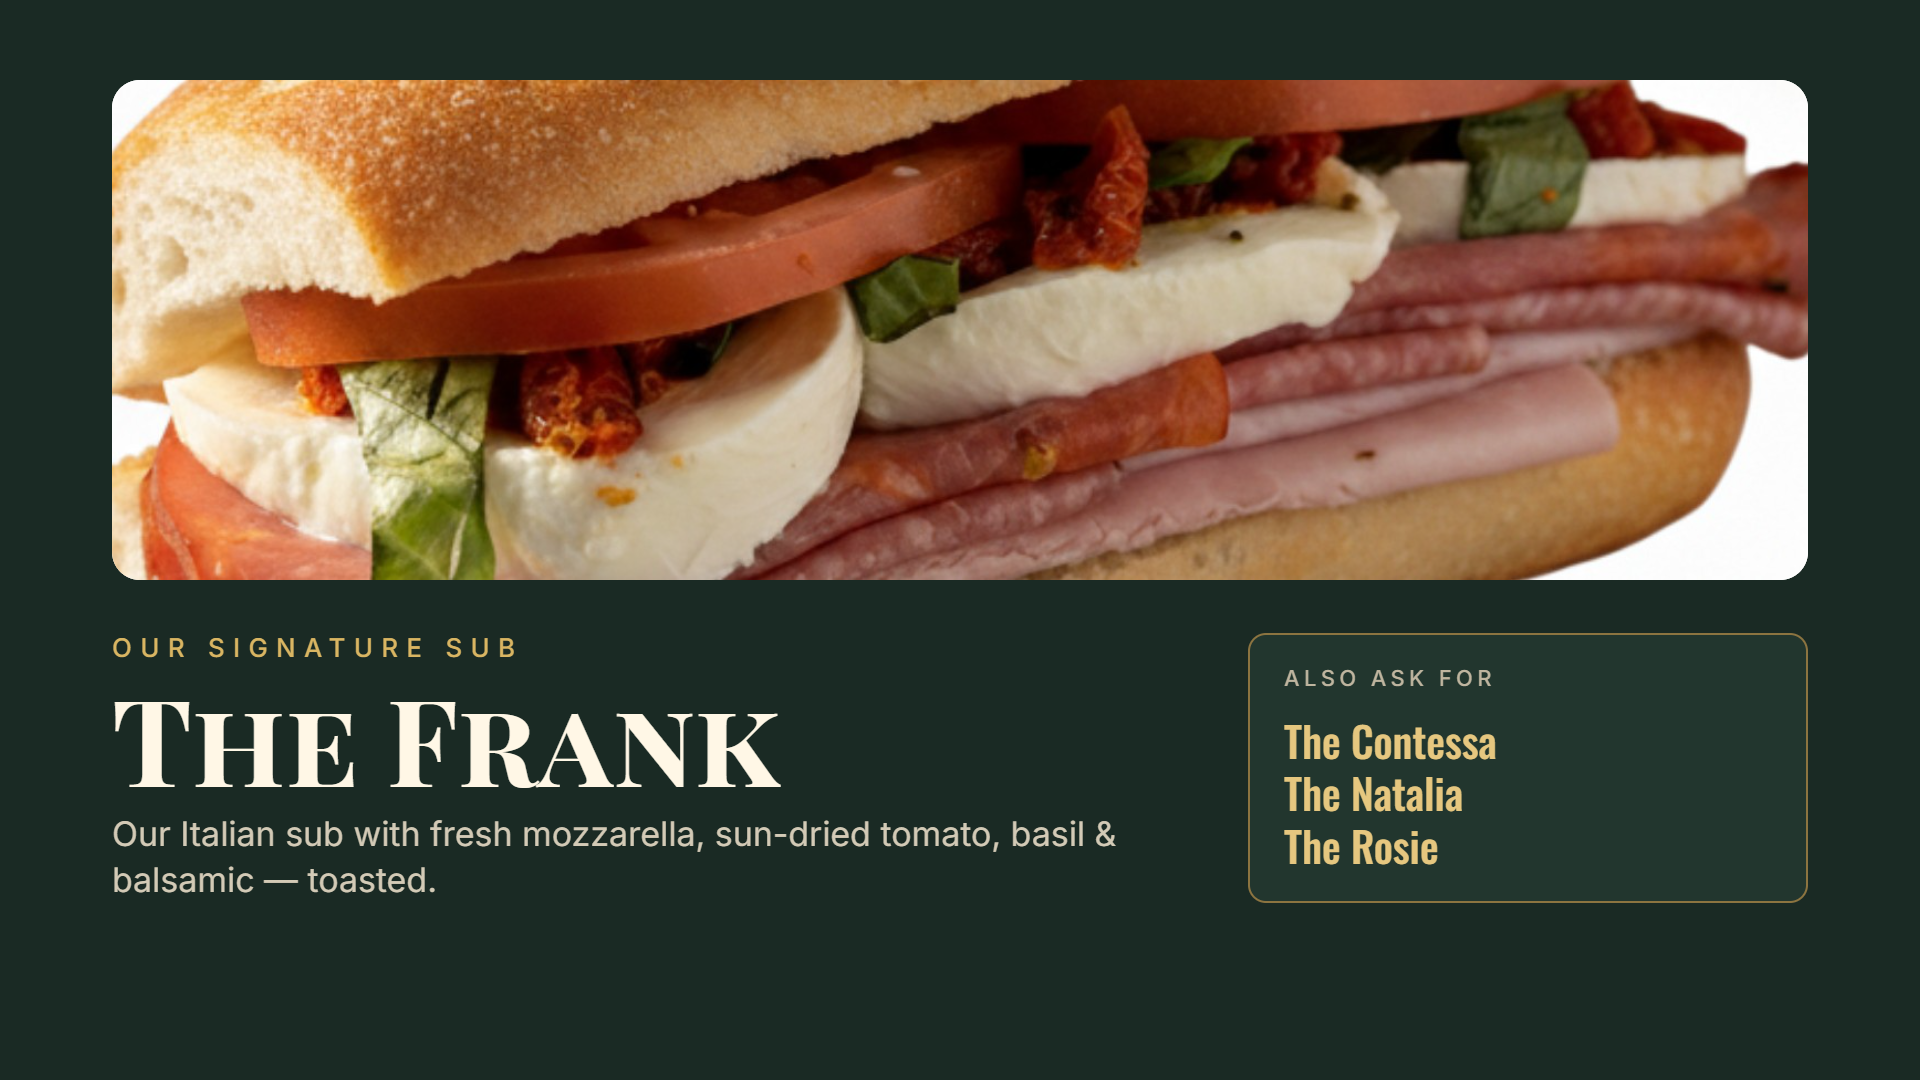 OUR SIGNATURE SUB
THE FRANK
Our Italian sub with fresh mozzarella, sun-dried tomato, basil &
balsamic — toasted.
ALSO ASK FOR
The Contessa
The Natalia
The Rosie